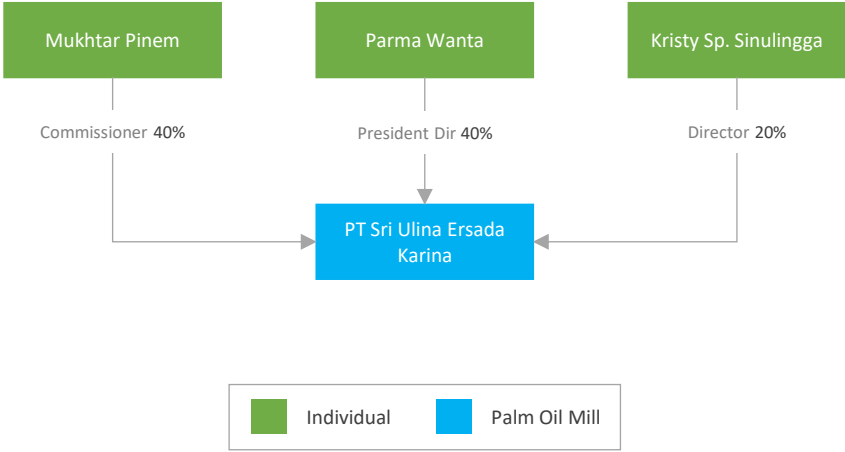 Mukhtar Pinem
Parma Wanta
Kristy Sp. Sinulingga
Commissioner 40%
President Dir 40%
Director 20%
PT Sri Ulina Ersada
Karina
Individual
Palm Oil Mill